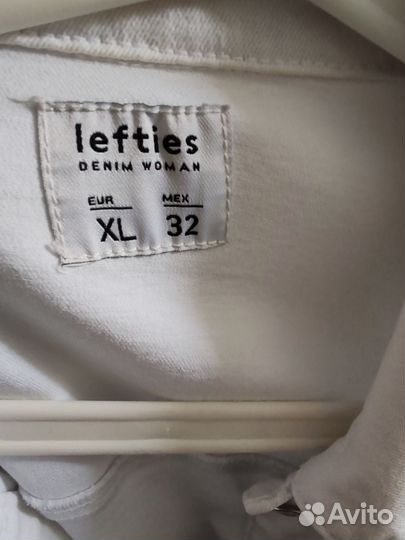 lefties
DENIM WOMAN
EUR MEX
XL 32
Avito